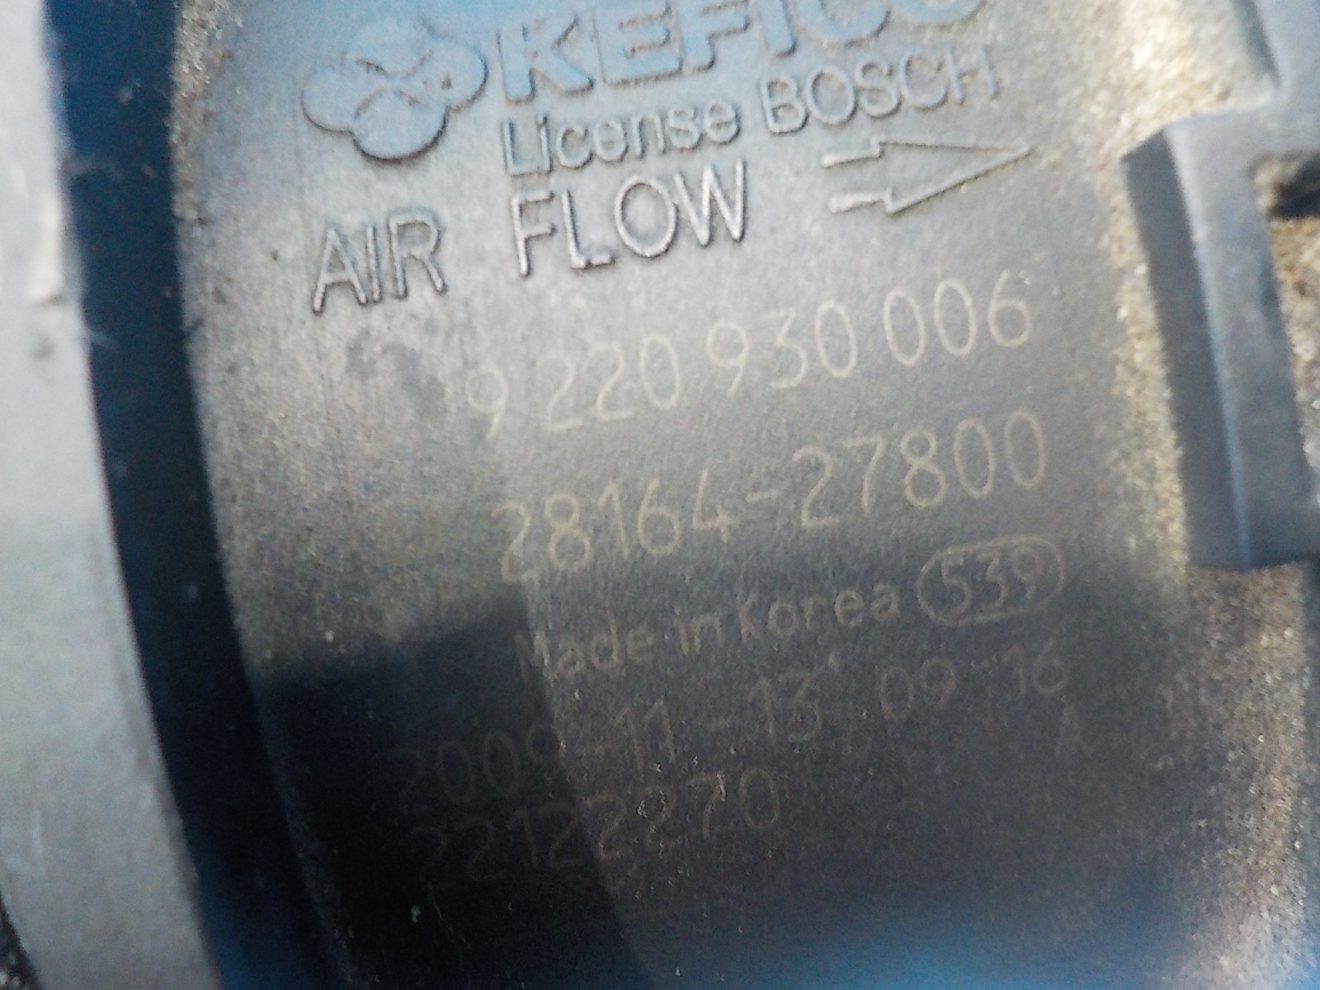 KEFICO
License BOSCH
AIR FLOW
9 220 930 006
28164-27800
Made in Korea 539
2009-11-13 09 16
A
22122270